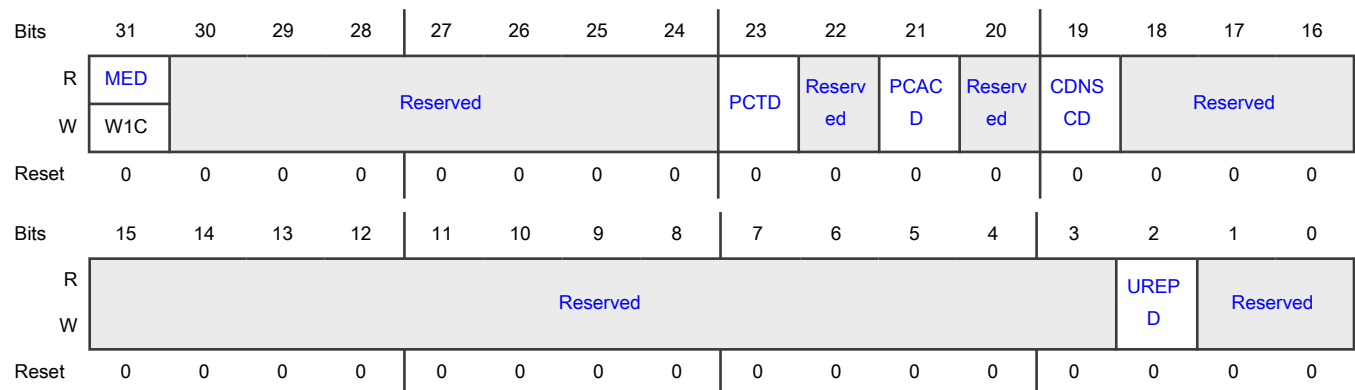 Bits 31 30 29 28 27 26 25 24 23 22 21 20 19 18 17 16
R MED Reserved PCTD Reserv PCAC Reserv CDNS Reserved
W W1C ed D ed CD
Reset 0 0 0 0 0 0 0 0 0 0 0 0 0 0 0 0
Bits 15 14 13 12 11 10 9 8 7 6 5 4 3 2 1 0
R Reserved UREP Reserved
W D
Reset 0 0 0 0 0 0 0 0 0 0 0 0 0 0 0 0